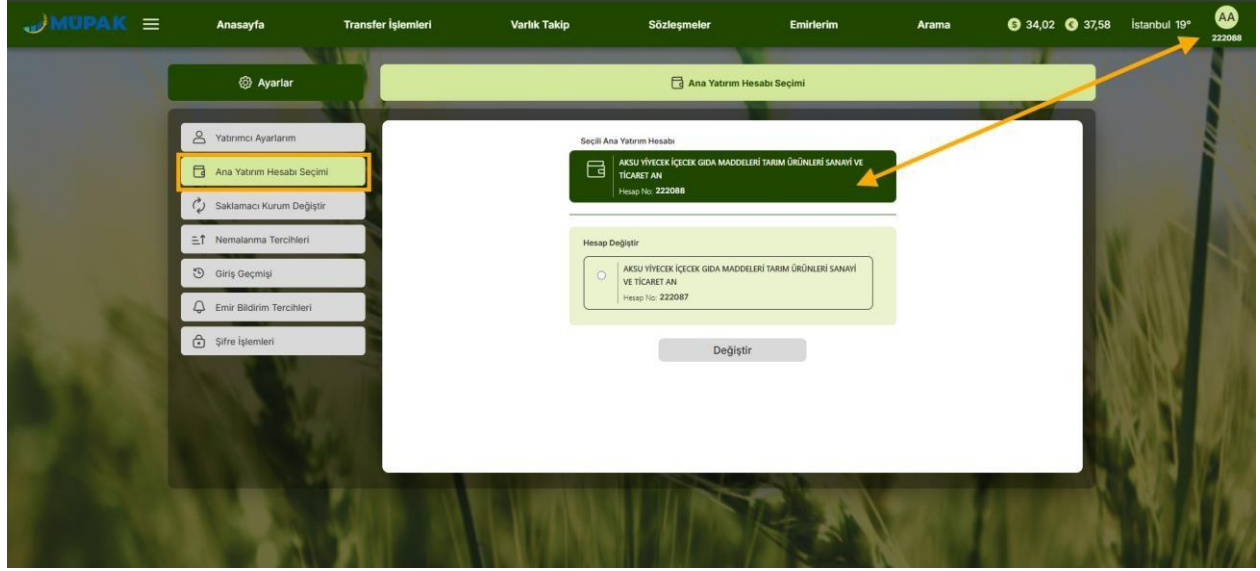 MÜPAK
Anasayfa
Transfer İşlemleri
Varlık Takip
Sözleşmeler
Emirlerim
Arama
$ 34,02 € 37,58
İstanbul 19°
AA
222088
Ayarlar
Ana Yatırım Hesabı Seçimi
Yatırımcı Ayarlarım
Ana Yatırım Hesabı Seçimi
Saklamacı Kurum Değiştir
Nemalanma Tercihleri
Giriş Geçmişi
Emir Bildirim Tercihleri
Şifre İşlemleri
Seçili Ana Yatırım Hesabı
AKSU YİYECEK İÇECEK GIDA MADDELERİ TARIM ÜRÜNLERİ SANAYİ VE
TİCARET AN
Hesap No: 222088
Hesap Değiştir
AKSU YİYECEK İÇECEK GIDA MADDELERİ TARIM ÜRÜNLERİ SANAYİ
VE TİCARET AN
Hesap No: 222087
Değiştir